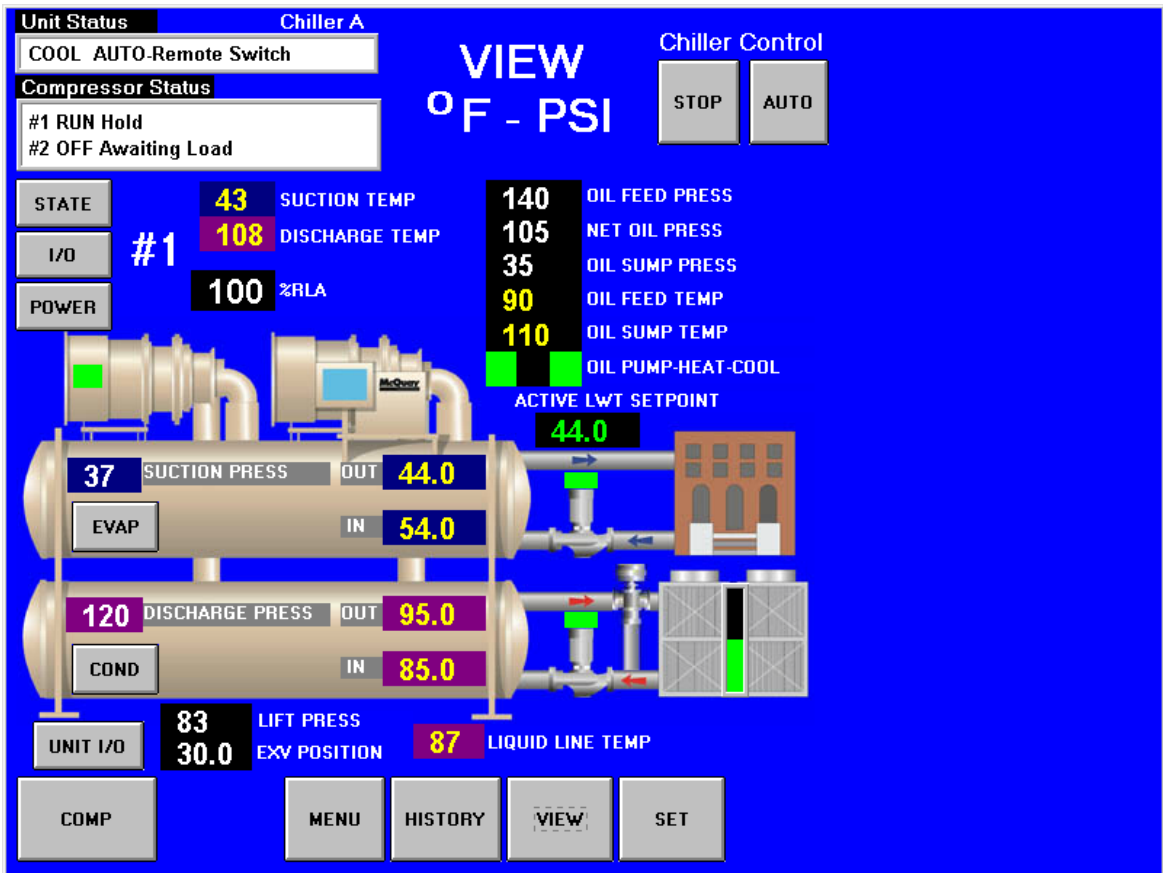 Unit Status Chiller A
COOL AUTO-Remote Switch
Compressor Status
#1 RUN Hold
#2 OFF Awaiting Load
VIEW
°F - PSI
Chiller Control
STOP AUTO
STATE
I/O
POWER
#1
43 SUCTION TEMP
108 DISCHARGE TEMP
100 %RLA
140 OIL FEED PRESS
105 NET OIL PRESS
35 OIL SUMP PRESS
90 OIL FEED TEMP
110 OIL SUMP TEMP
OIL PUMP-HEAT-COOL
ACTIVE LWT SETPOINT
44.0
McQuay
37 SUCTION PRESS OUT 44.0
EVAP IN 54.0
120 DISCHARGE PRESS OUT 95.0
COND IN 85.0
UNIT I/O
83 LIFT PRESS
30.0 EXV POSITION
87 LIQUID LINE TEMP
COMP MENU HISTORY VIEW SET